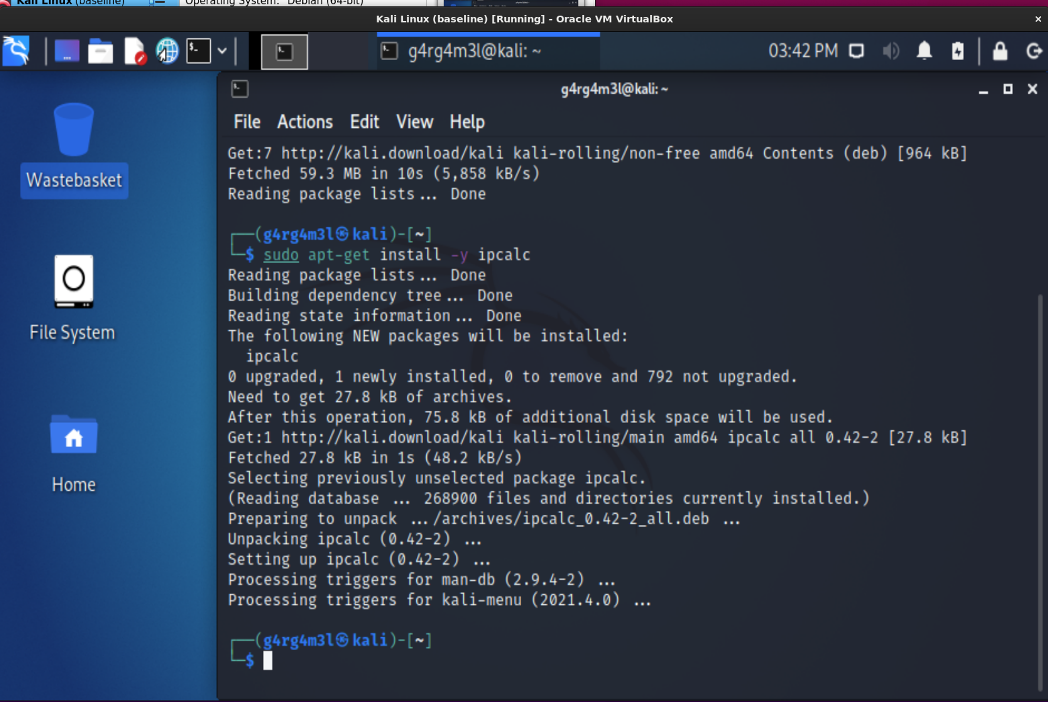 Kali Linux (baseline)
Operating System: Debian (64-bit)
Kali Linux (baseline) [Running] - Oracle VM VirtualBox
g4rg4m3l@kali: ~
03:42 PM
g4rg4m3l@kali: ~
File Actions Edit View Help
Wastebasket
File System
Home
Get:7 http://kali.download/kali kali-rolling/non-free amd64 Contents (deb) [964 kB]
Fetched 59.3 MB in 10s (5,858 kB/s)
Reading package lists... Done
┌──(g4rg4m3l㉿kali)-[~]
└─$ sudo apt-get install -y ipcalc
Reading package lists... Done
Building dependency tree... Done
Reading state information... Done
The following NEW packages will be installed:
ipcalc
0 upgraded, 1 newly installed, 0 to remove and 792 not upgraded.
Need to get 27.8 kB of archives.
After this operation, 75.8 kB of additional disk space will be used.
Get:1 http://kali.download/kali kali-rolling/main amd64 ipcalc all 0.42-2 [27.8 kB]
Fetched 27.8 kB in 1s (48.2 kB/s)
Selecting previously unselected package ipcalc.
(Reading database ... 268900 files and directories currently installed.)
Preparing to unpack .../archives/ipcalc_0.42-2_all.deb ...
Unpacking ipcalc (0.42-2) ...
Setting up ipcalc (0.42-2) ...
Processing triggers for man-db (2.9.4-2) ...
Processing triggers for kali-menu (2021.4.0) ...
┌──(g4rg4m3l㉿kali)-[~]
└─$